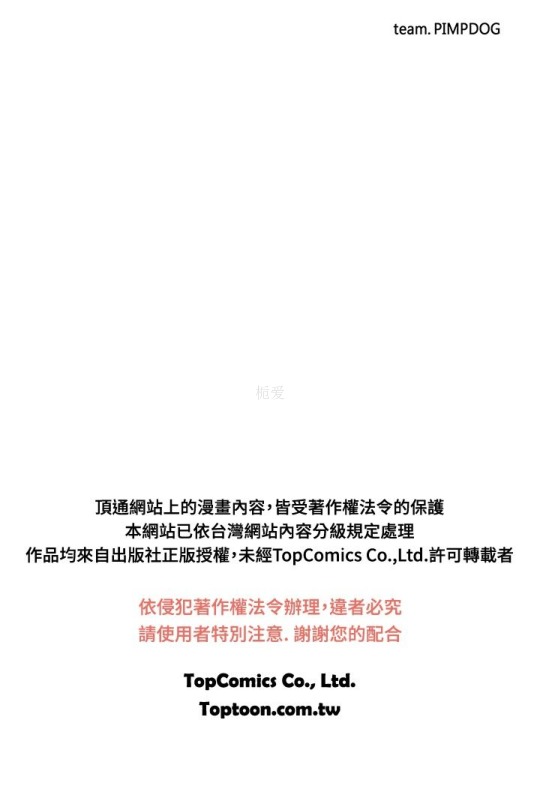 team. PIMPDOG
栀爱
頂通網站上的漫畫內容，皆受著作權法令的保護
本網站已依台灣網站內容分級規定處理
作品均來自出版社正版授權，未經TopComics Co.,Ltd.許可轉載者
依侵犯著作權法令辦理，違者必究
請使用者特別注意. 謝謝您的配合
TopComics Co., Ltd.
Toptoon.com.tw